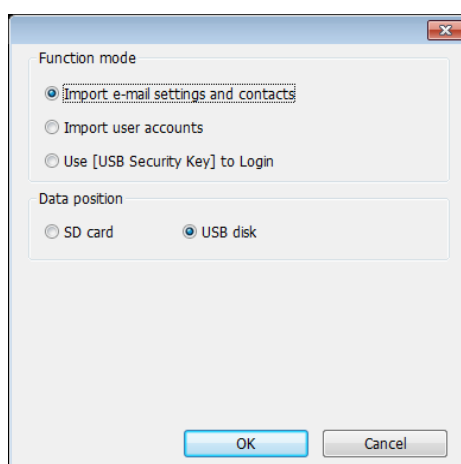 Function mode
Import e-mail settings and contacts
Import user accounts
Use [USB Security Key] to Login
Data position
SD card USB disk
OK Cancel